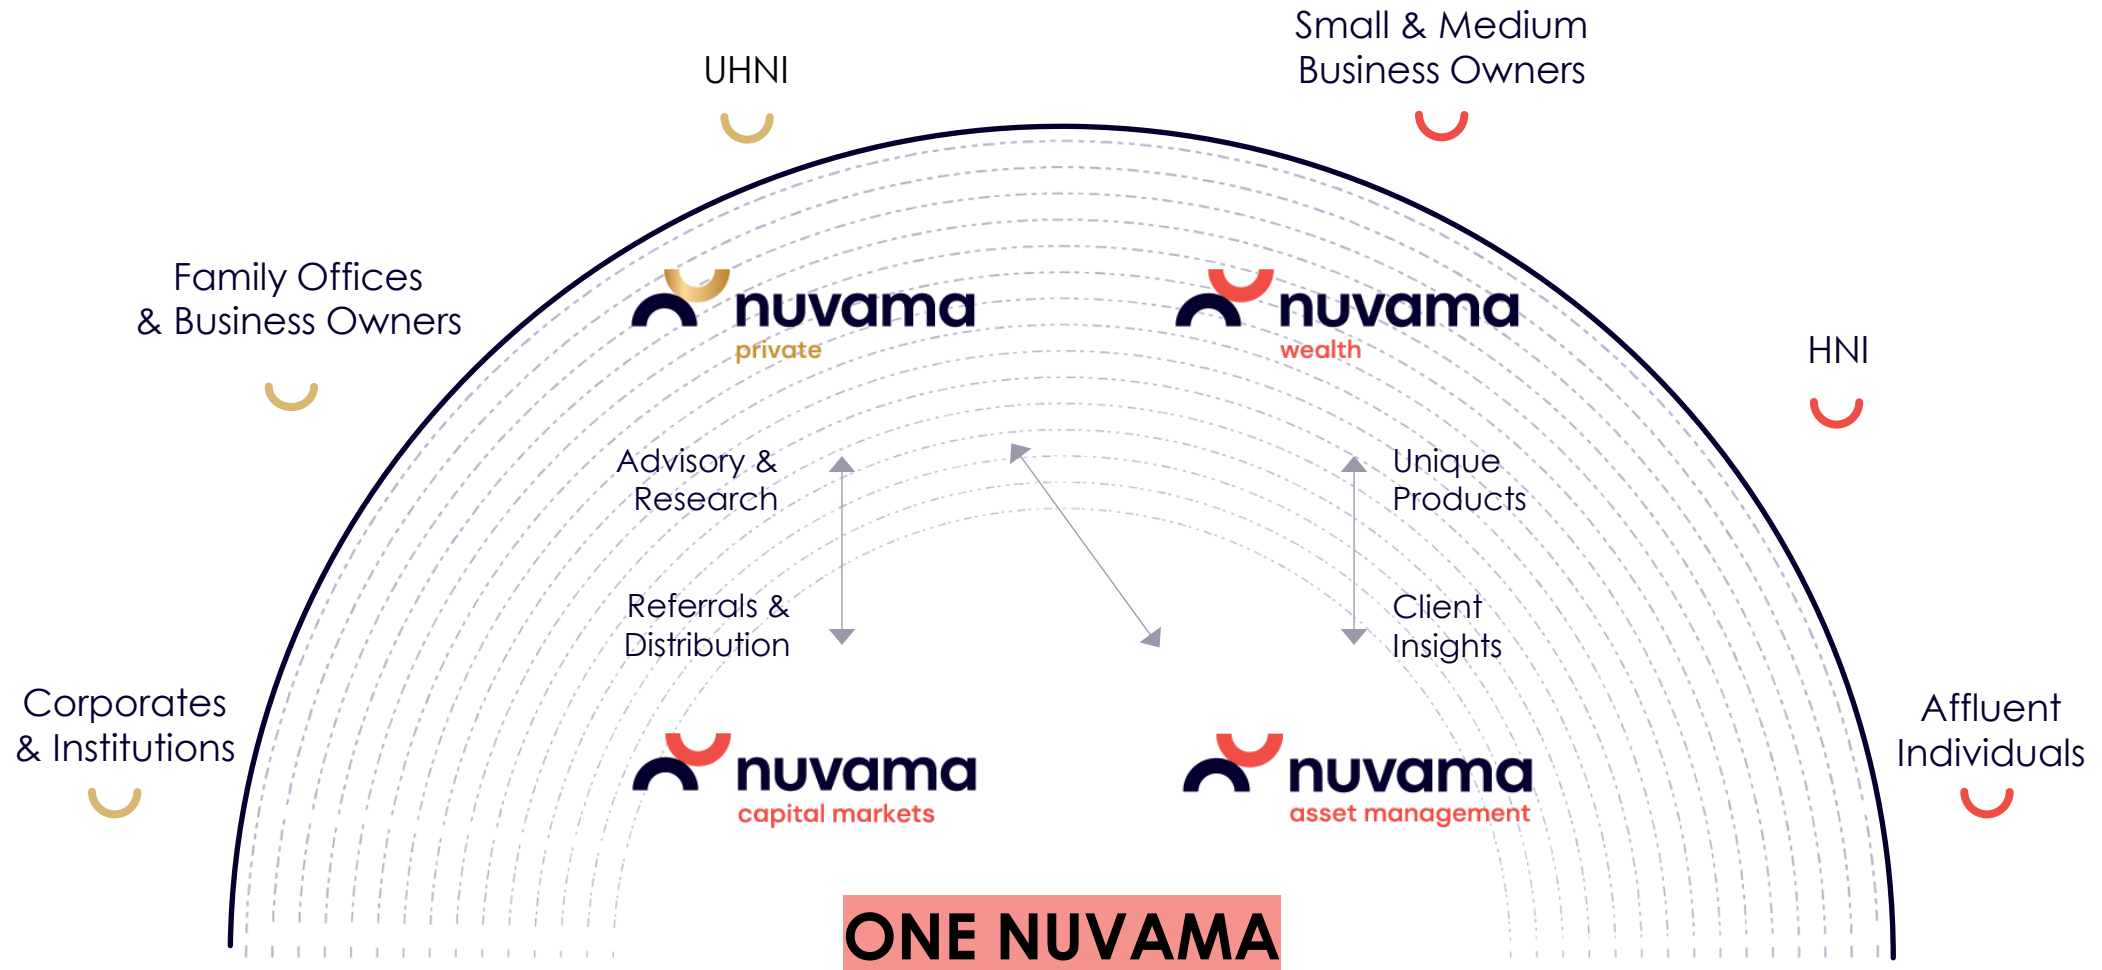 Small & Medium
Business Owners
UHNI
Family Offices
& Business Owners
nuvama
private
nuvama
wealth
HNI
Advisory &
Research
Unique
Products
Referrals &
Distribution
Client
Insights
Corporates
& Institutions
Affluent
Individuals
nuvama
capital markets
nuvama
asset management
ONE NUVAMA